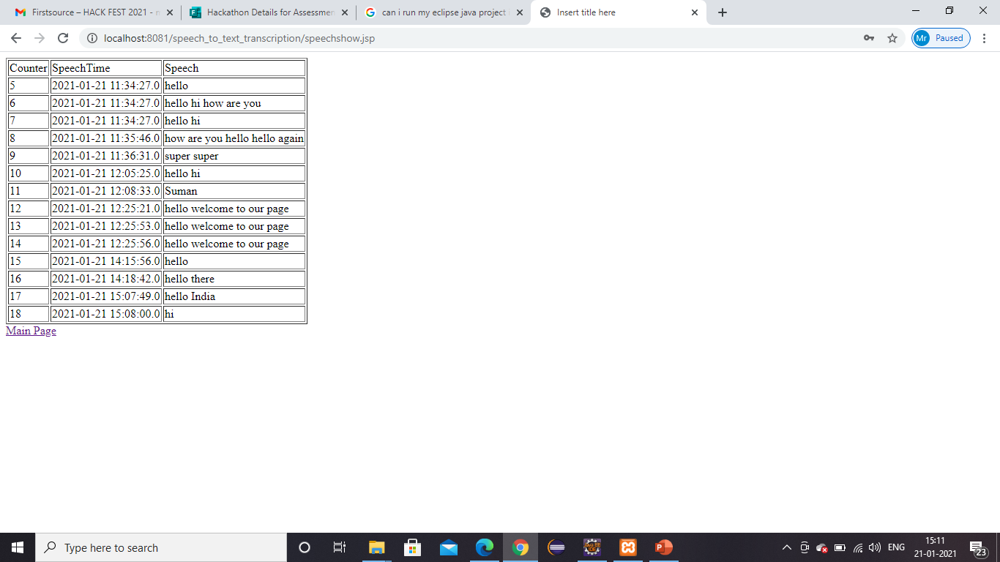 Firstsource – HACK FEST 2021 - n
Hackathon Details for Assessmen
can i run my eclipse java project
Insert title here
localhost:8081/speech_to_text_transcription/speechshow.jsp
Mr Paused
Counter SpeechTime Speech
5 2021-01-21 11:34:27.0 hello
6 2021-01-21 11:34:27.0 hello hi how are you
7 2021-01-21 11:34:27.0 hello hi
8 2021-01-21 11:35:46.0 how are you hello hello again
9 2021-01-21 11:36:31.0 super super
10 2021-01-21 12:05:25.0 hello hi
11 2021-01-21 12:08:33.0 Suman
12 2021-01-21 12:25:21.0 hello welcome to our page
13 2021-01-21 12:25:53.0 hello welcome to our page
14 2021-01-21 12:25:56.0 hello welcome to our page
15 2021-01-21 14:15:56.0 hello
16 2021-01-21 14:18:42.0 hello there
17 2021-01-21 15:07:49.0 hello India
18 2021-01-21 15:08:00.0 hi
Main Page
Type here to search
Java EE
IDE
ENG
15:11
21-01-2021
23